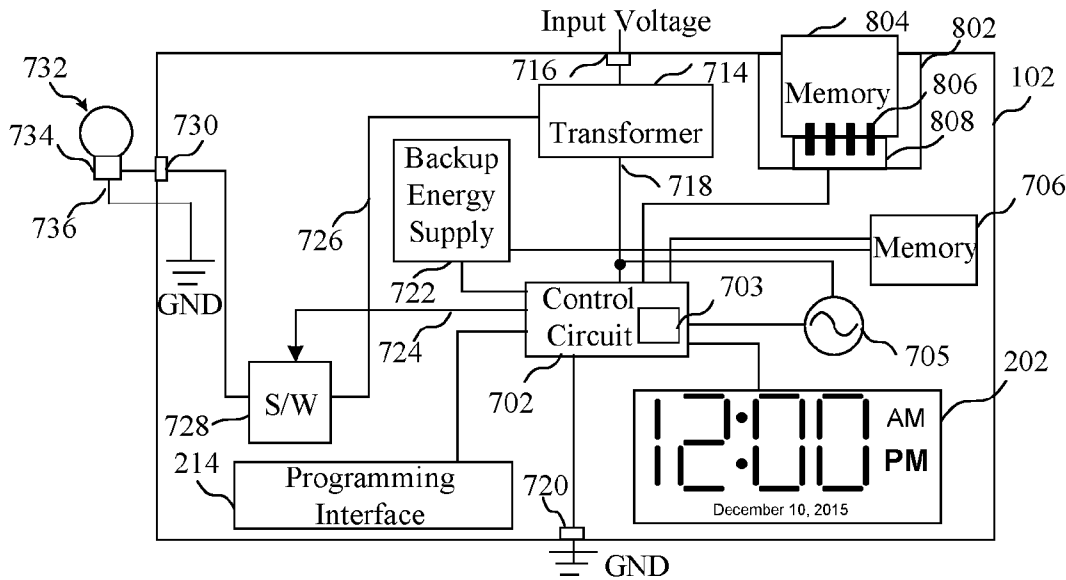 Input Voltage
804
802
732
716
714
806
102
Memory
730
734
Transformer
808
Backup
Energy
Supply
718
706
736
726
Memory
722
Control
Circuit
703
GND
724
705
702
202
S/W
728
12:00
AM
PM
December 10, 2015
214
Programming
Interface
720
GND